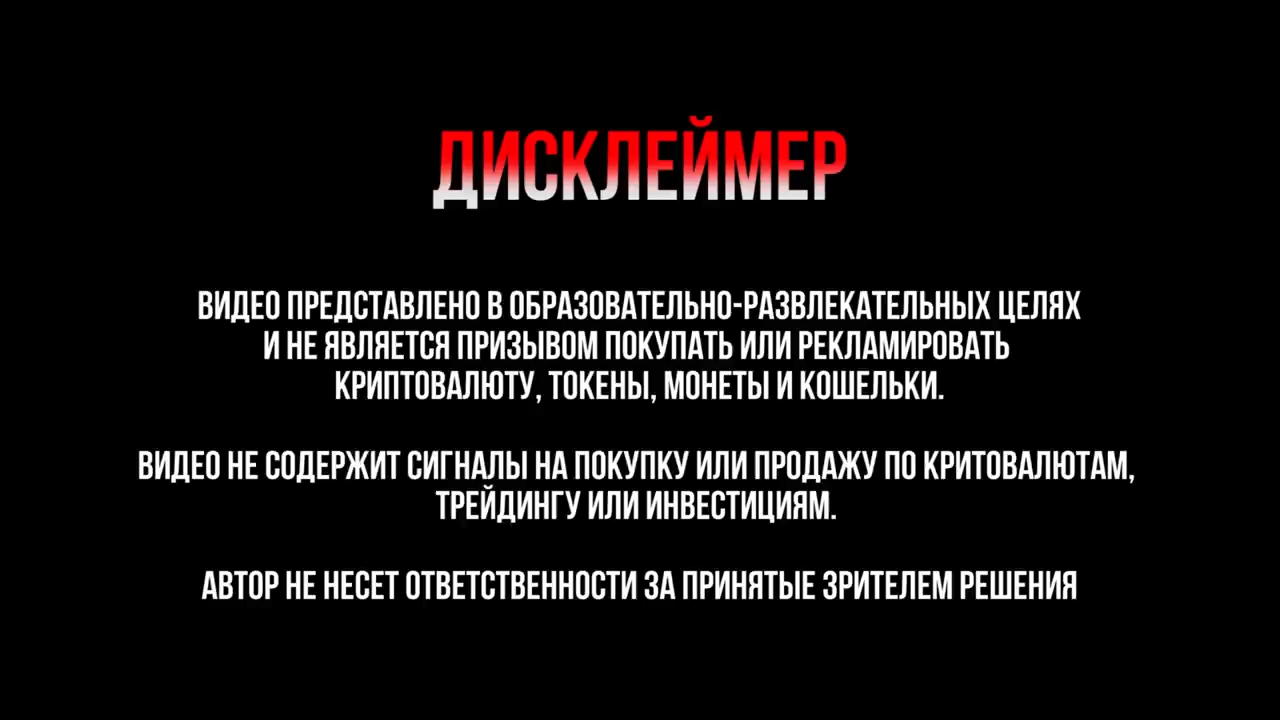 ДИСКЛЕЙМЕР
ВИДЕО ПРЕДСТАВЛЕНО В ОБРАЗОВАТЕЛЬНО-РАЗВЛЕКАТЕЛЬНЫХ ЦЕЛЯХ
И НЕ ЯВЛЯЕТСЯ ПРИЗЫВОМ ПОКУПАТЬ ИЛИ РЕКЛАМИРОВАТЬ
КРИПТОВАЛЮТУ, ТОКЕНЫ, МОНЕТЫ И КОШЕЛЬКИ.
ВИДЕО НЕ СОДЕРЖИТ СИГНАЛЫ НА ПОКУПКУ ИЛИ ПРОДАЖУ ПО КРИТОВАЛЮТАМ,
ТРЕЙДИНГУ ИЛИ ИНВЕСТИЦИЯМ.
АВТОР НЕ НЕСЕТ ОТВЕТСТВЕННОСТИ ЗА ПРИНЯТЫЕ ЗРИТЕЛЕМ РЕШЕНИЯ